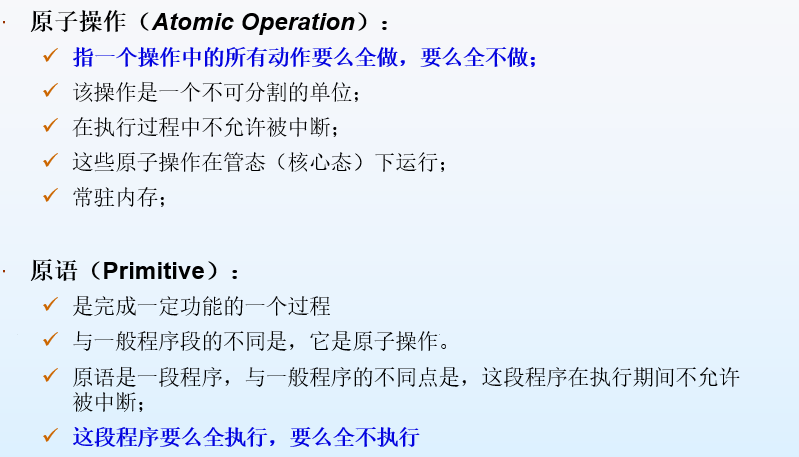 原子操作（Atomic Operation）：
指一个操作中的所有动作要么全做，要么全不做；
该操作是一个不可分割的单位；
在执行过程中不允许被中断；
这些原子操作在管态（核心态）下运行；
常驻内存；
原语（Primitive）：
是完成一定功能的一个过程
与一般程序段的不同是，它是原子操作。
原语是一段程序，与一般程序的不同点是，这段程序在执行期间不允许
被中断；
这段程序要么全执行，要么全不执行